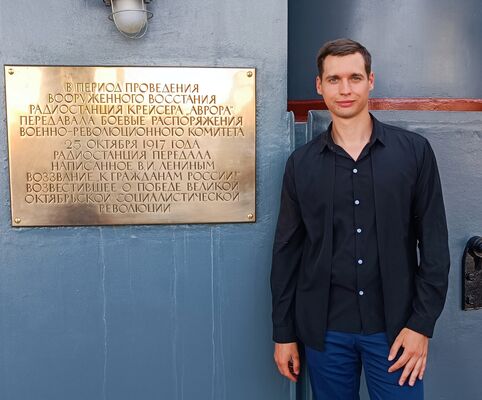 "В ПЕРИОД ПРОВЕДЕНИЯ
ВООРУЖЕННОГО ВОССТАНИЯ
РАДИОСТАНЦИЯ КРЕЙСЕРА „АВРОРА"
ПЕРЕДАВАЛА БОЕВЫЕ РАСПОРЯЖЕНИЯ
ВОЕННО-РЕВОЛЮЦИОННОГО КОМИТЕТА
25 ОКТЯБРЯ 1917 ГОДА
РАДИОСТАНЦИЯ ПЕРЕДАЛА
НАПИСАННОЕ В.И. ЛЕНИНЫМ
ВОЗЗВАНИЕ „К ГРАЖДАНАМ РОССИИ!"
ВОЗВЕСТИВШЕЕ О ПОБЕДЕ ВЕЛИКОЙ
ОКТЯБРЬСКОЙ СОЦИАЛИСТИЧЕСКОЙ
РЕВОЛЮЦИИ